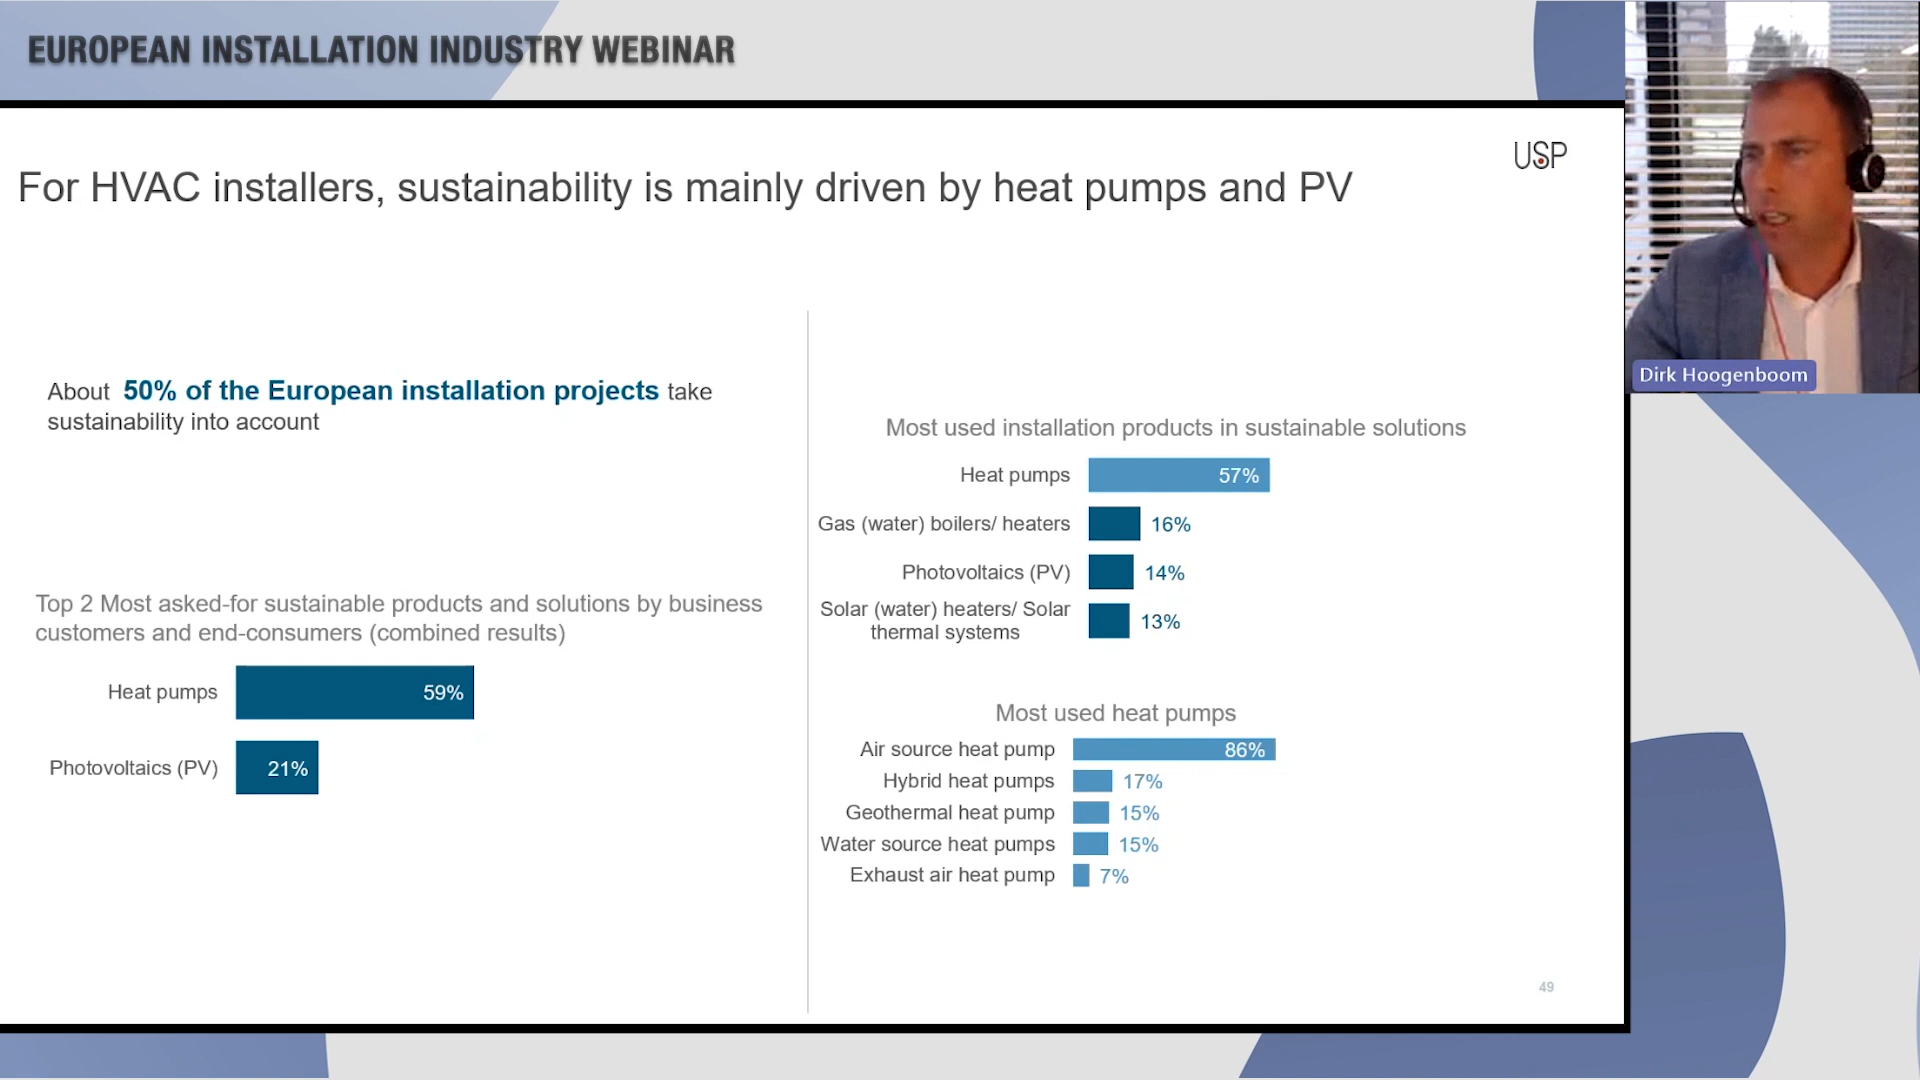 EUROPEAN INSTALLATION INDUSTRY WEBINAR
USP
For HVAC installers, sustainability is mainly driven by heat pumps and PV
Dirk Hoogenboom
About 50% of the European installation projects take
sustainability into account
Top 2 Most asked-for sustainable products and solutions by business
customers and end-consumers (combined results)
Heat pumps 59%
Photovoltaics (PV) 21%
Most used installation products in sustainable solutions
Heat pumps 57%
Gas (water) boilers/ heaters 16%
Photovoltaics (PV) 14%
Solar (water) heaters/ Solar
thermal systems 13%
Most used heat pumps
Air source heat pump 86%
Hybrid heat pumps 17%
Geothermal heat pump 15%
Water source heat pumps 15%
Exhaust air heat pump 7%
49